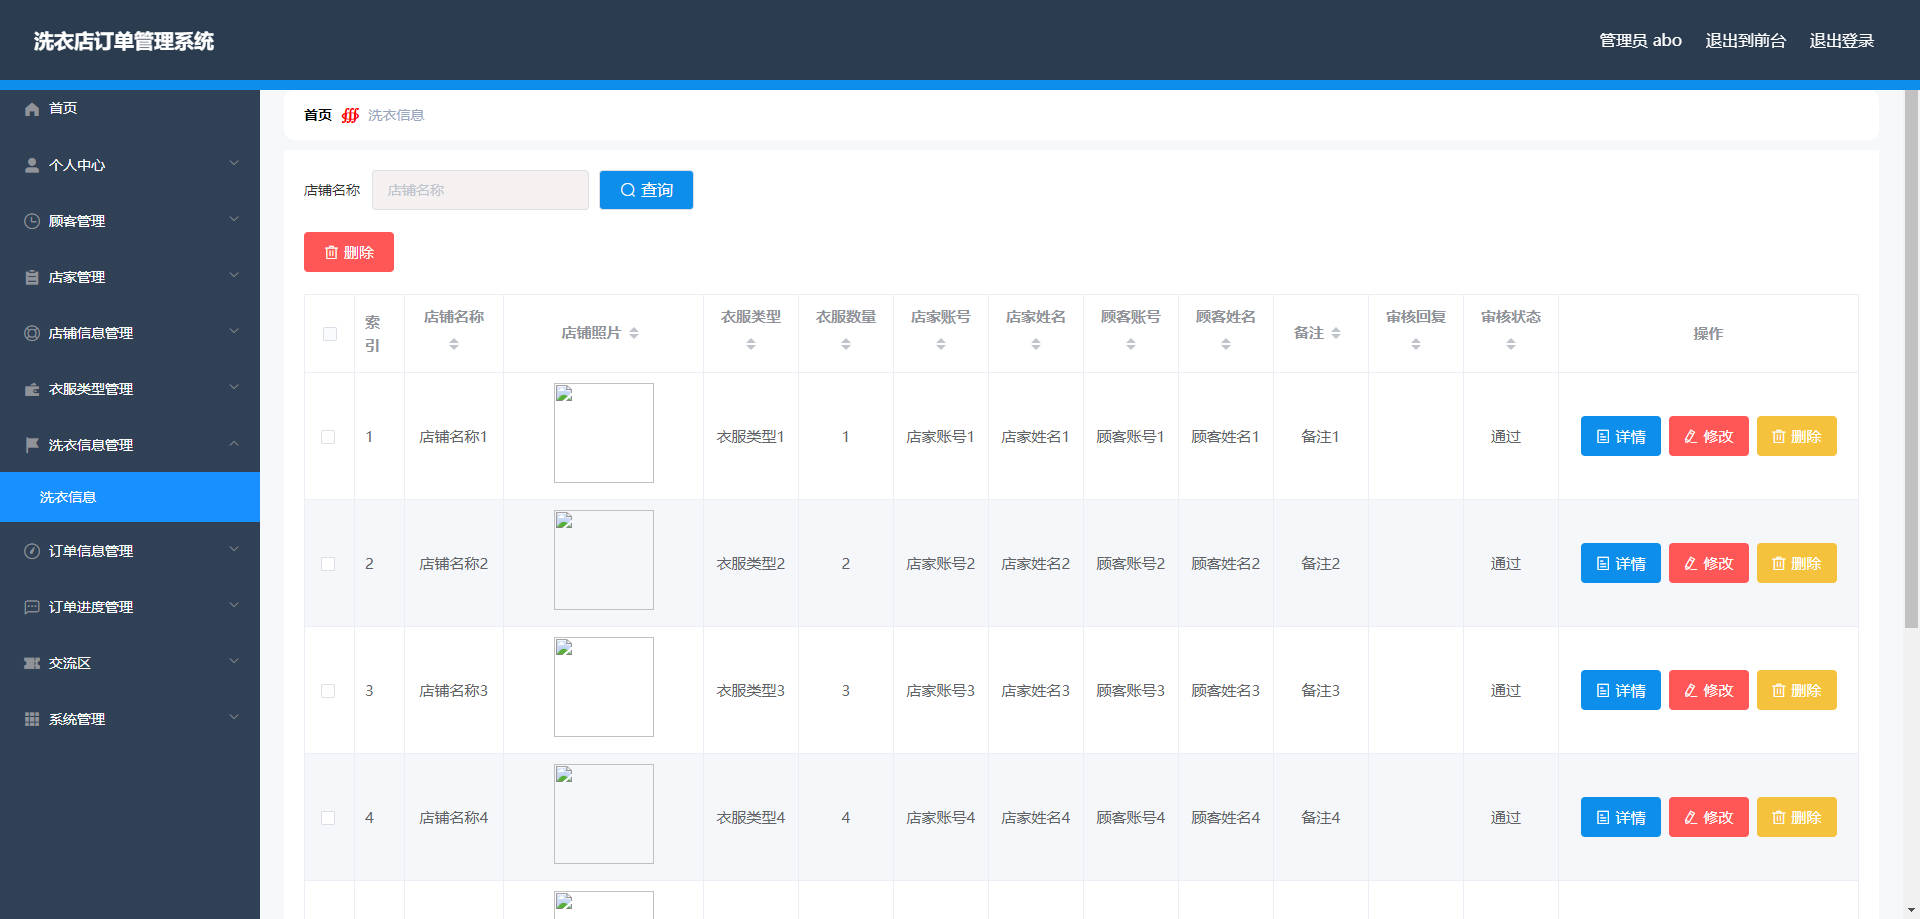 洗衣店订单管理系统
管理员 abo 退出到前台 退出登录
首页
个人中心
顾客管理
店家管理
店铺信息管理
衣服类型管理
洗衣信息管理
洗衣信息
订单信息管理
订单进度管理
交流区
系统管理
首页 洗衣信息
店铺名称 店铺名称 查询
删除
索引 店铺名称 店铺照片 衣服类型 衣服数量 店家账号 店家姓名 顾客账号 顾客姓名 备注 审核回复 审核状态 操作
1 店铺名称1 衣服类型1 1 店家账号1 店家姓名1 顾客账号1 顾客姓名1 备注1 通过 详情 修改 删除
2 店铺名称2 衣服类型2 2 店家账号2 店家姓名2 顾客账号2 顾客姓名2 备注2 通过 详情 修改 删除
3 店铺名称3 衣服类型3 3 店家账号3 店家姓名3 顾客账号3 顾客姓名3 备注3 通过 详情 修改 删除
4 店铺名称4 衣服类型4 4 店家账号4 店家姓名4 顾客账号4 顾客姓名4 备注4 通过 详情 修改 删除